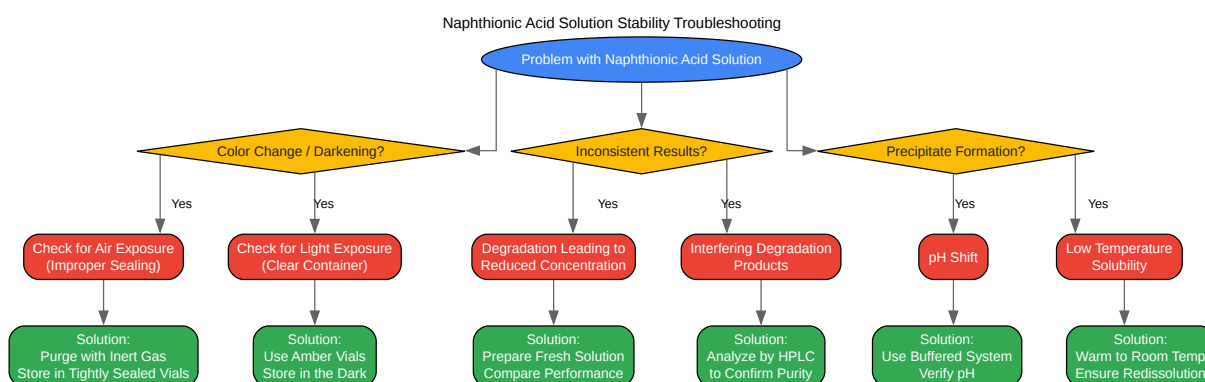 Naphthionic Acid Solution Stability Troubleshooting
Problem with Naphthionic Acid Solution
Color Change / Darkening?
Inconsistent Results?
Precipitate Formation?
Yes
Yes
Yes
Yes
Yes
Yes
Check for Air Exposure
(Improper Sealing)
Check for Light Exposure
(Clear Container)
Degradation Leading to
Reduced Concentration
Interfering Degradation
Products
pH Shift
Low Temperature
Solubility
Solution:
Purge with Inert Gas
Store in Tightly Sealed Vials
Solution:
Use Amber Vials
Store in the Dark
Solution:
Prepare Fresh Solution
Compare Performance
Solution:
Analyze by HPLC
to Confirm Purity
Solution:
Use Buffered System
Verify pH
Solution:
Warm to Room Temp
Ensure Redissolution